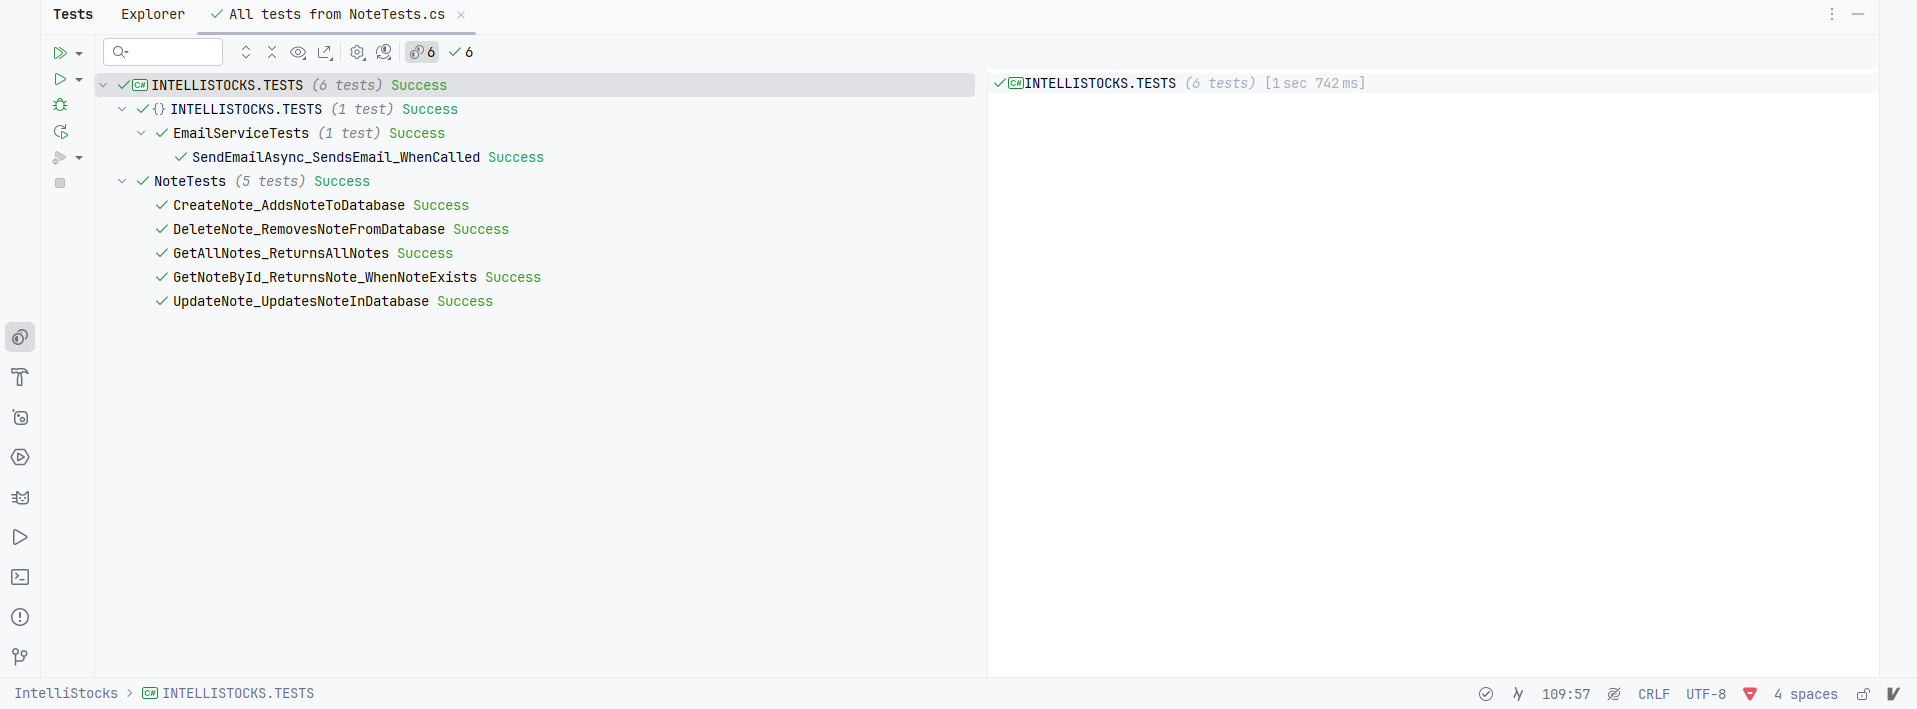 Tests Explorer All tests from NoteTests.cs
6 6
C# INTELLISTOCKS.TESTS (6 tests) Success
{} INTELLISTOCKS.TESTS (1 test) Success
EmailServiceTests (1 test) Success
SendEmailAsync_SendsEmail_WhenCalled Success
NoteTests (5 tests) Success
CreateNote_AddsNoteToDatabase Success
DeleteNote_RemovesNoteFromDatabase Success
GetAllNotes_ReturnsAllNotes Success
GetNoteById_ReturnsNote_WhenNoteExists Success
UpdateNote_UpdatesNoteInDatabase Success
C# INTELLISTOCKS.TESTS (6 tests) [1 sec 742 ms]
IntelliStocks > C# INTELLISTOCKS.TESTS
109:57 CRLF UTF-8 4 spaces